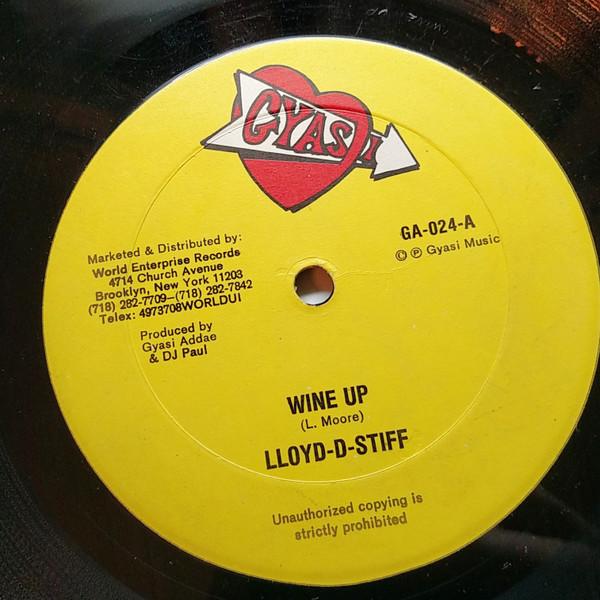 GYASI
GA-024-A
© ℗ Gyasi Music
Marketed & Distributed by:
World Enterprise Records
4714 Church Avenue
Brooklyn, New York 11203
(718) 282-7709—(718) 282-7842
Telex: 4973708WORLDUI
Produced by
Gyasi Addae
& DJ Paul
WINE UP
(L. Moore)
LLOYD-D-STIFF
Unauthorized copying is
strictly prohibited